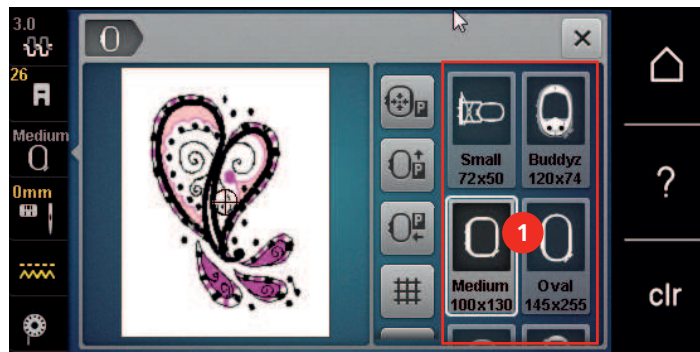 3.0
26
Medium
0mm
Small
72x50
Buddyz
120x74
P
P
P
Medium
100x130
1
Oval
145x255
?
clr